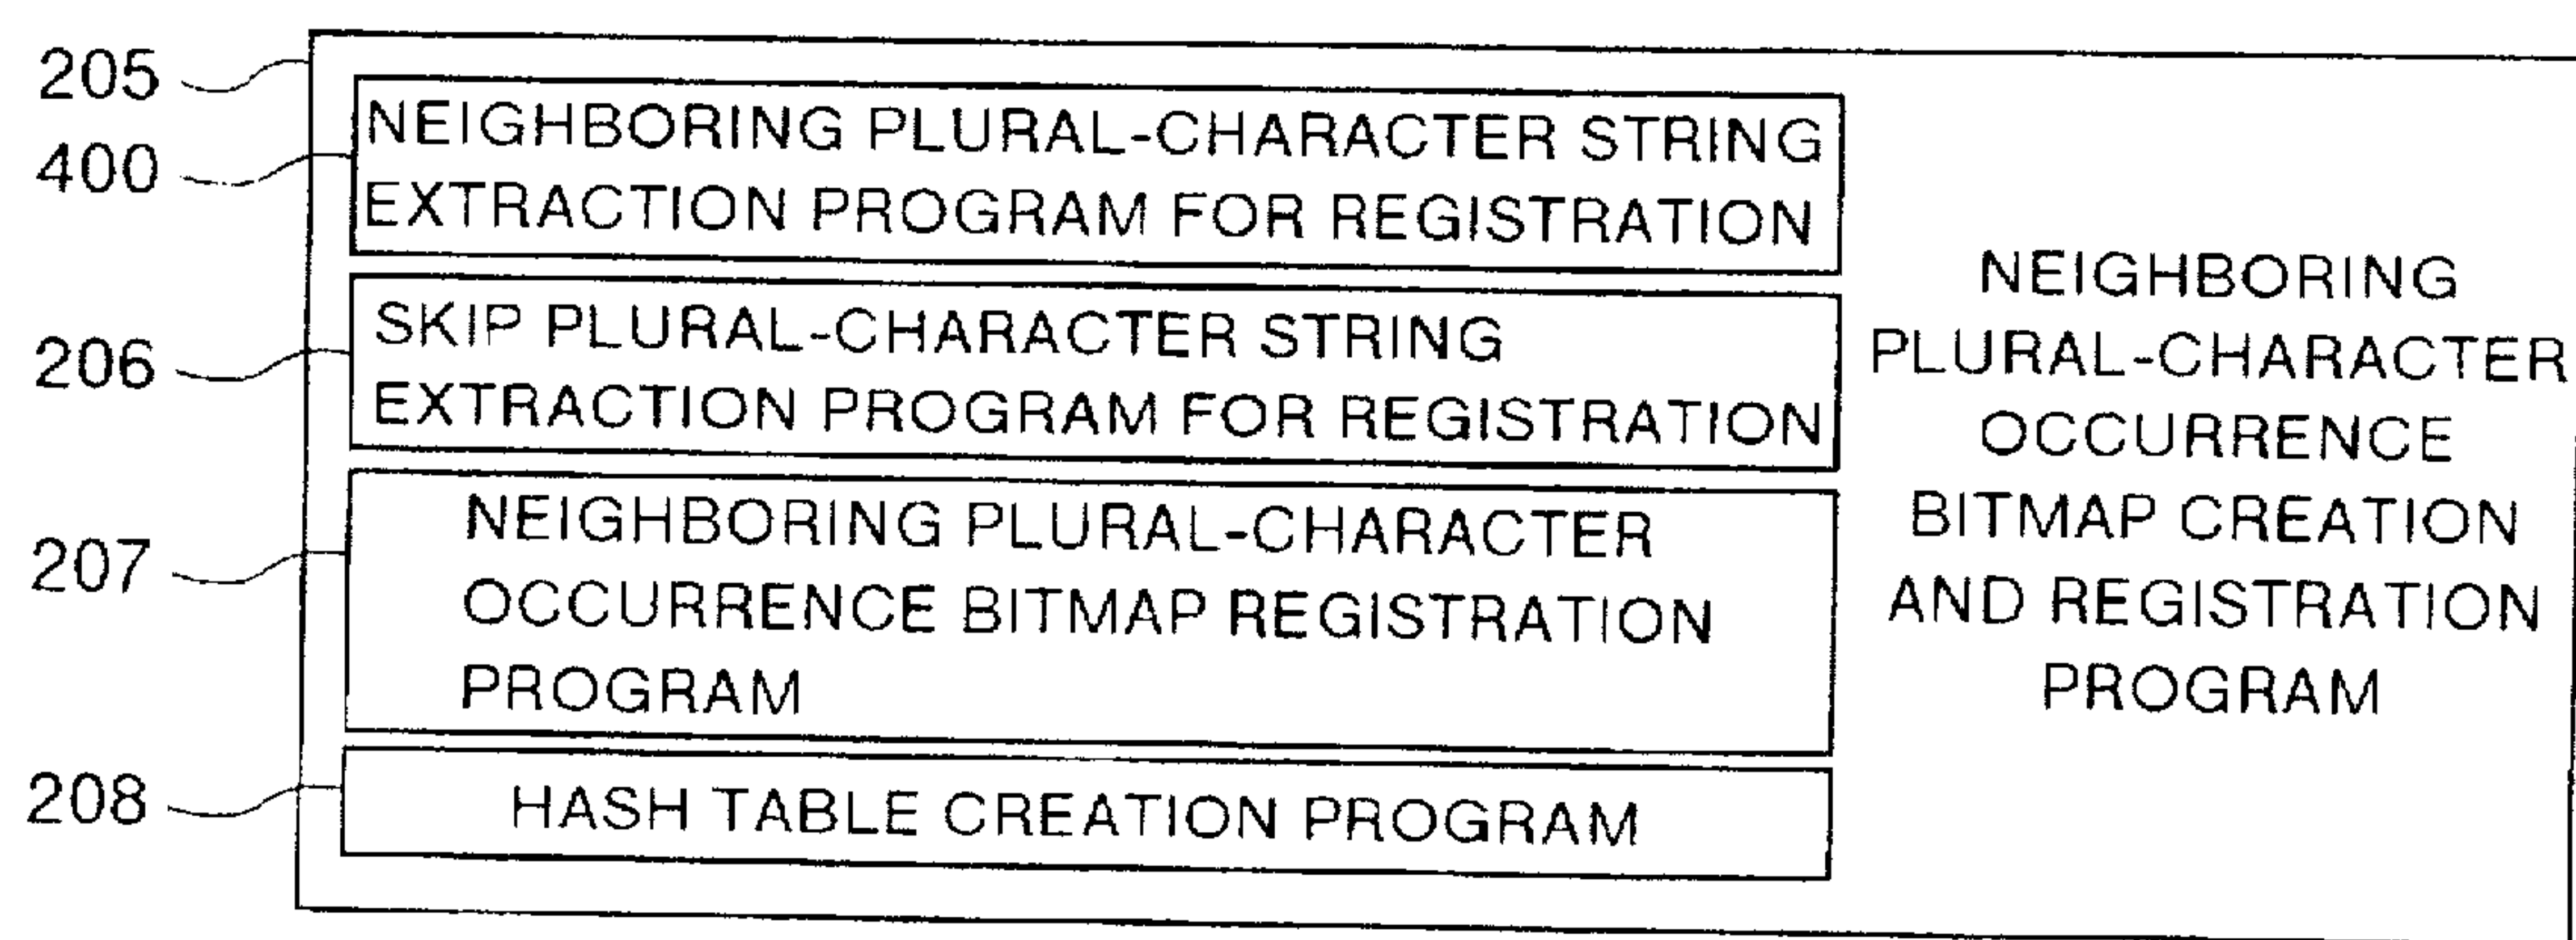 205
400
NEIGHBORING PLURAL-CHARACTER STRING
EXTRACTION PROGRAM FOR REGISTRATION
206
SKIP PLURAL-CHARACTER STRING
EXTRACTION PROGRAM FOR REGISTRATION
207
NEIGHBORING PLURAL-CHARACTER
OCCURRENCE BITMAP REGISTRATION
PROGRAM
208
HASH TABLE CREATION PROGRAM
NEIGHBORING
PLURAL-CHARACTER
OCCURRENCE
BITMAP CREATION
AND REGISTRATION
PROGRAM